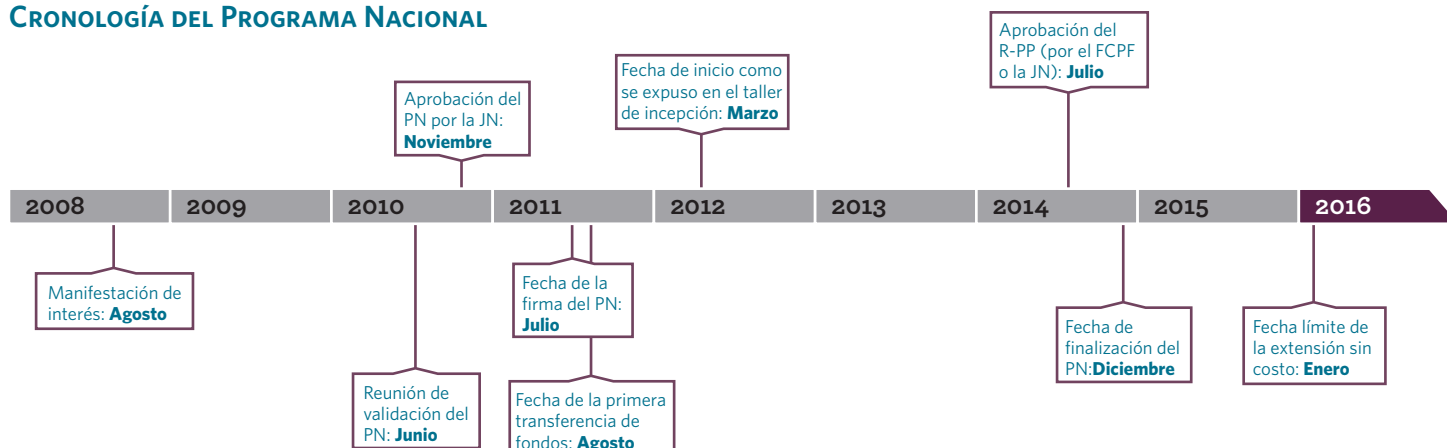 Cronología del Programa Nacional
Aprobación del
PN por la JN:
Noviembre
Fecha de inicio como
se expuso en el taller
de incepción: Marzo
Aprobación del
R-PP (por el FCPF
o la JN): Julio
2008 2009 2010 2011 2012 2013 2014 2015 2016
Manifestación de
interés: Agosto
Reunión de
validación del
PN: Junio
Fecha de la
firma del PN:
Julio
Fecha de la primera
transferencia de
fondos: Agosto
Fecha de
finalización del
PN:Diciembre
Fecha límite de
la extensión sin
costo: Enero